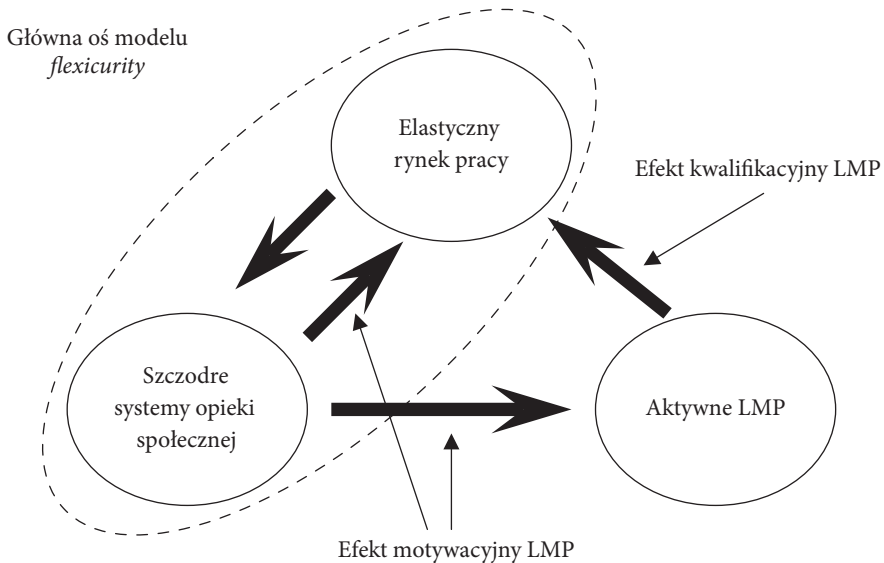 Główna oś modelu
flexicurity
Elastyczny
rynek pracy
Efekt kwalifikacyjny LMP
Szczodre
systemy opieki
społecznej
Aktywne LMP
Efekt motywacyjny LMP